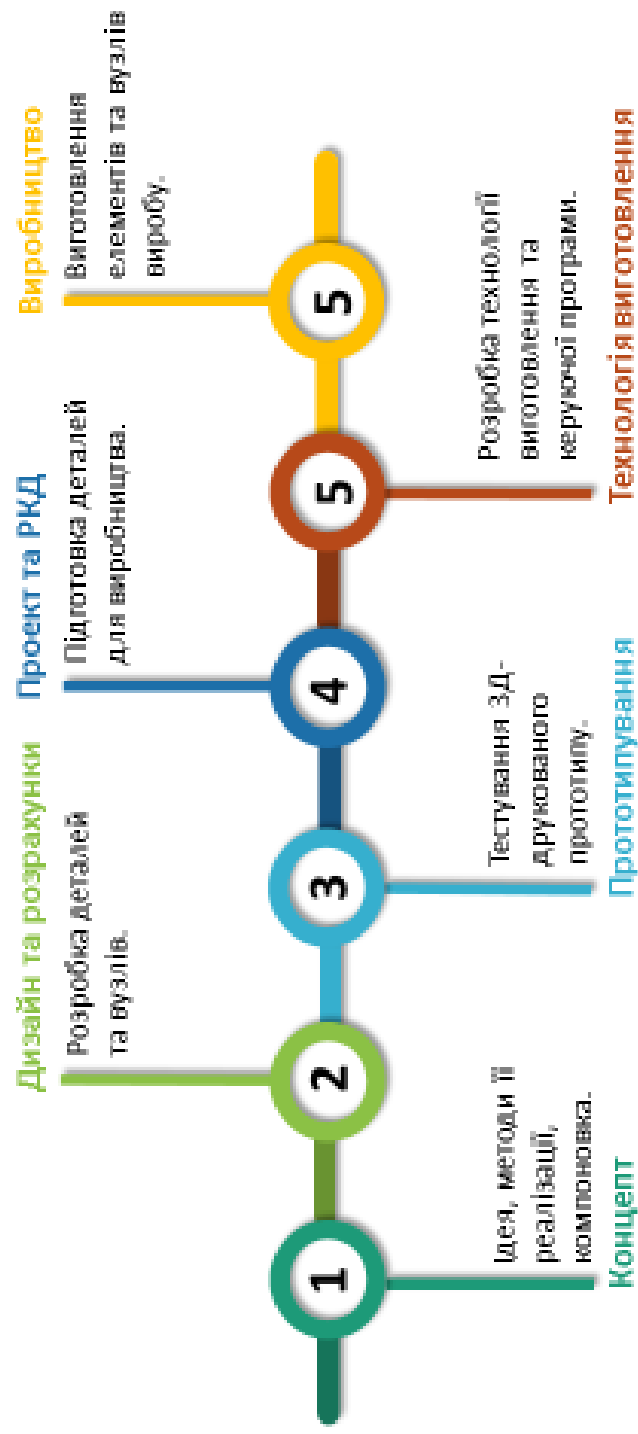 1
Концепт
Ідея, методи її
реалізації,
компоновка.
2
Дизайн та розрахунки
Розробка деталей
та вузлів.
3
Прототипування
Тестування 3Д-
друкованого
прототипу.
4
Проект та РКД
Підготовка деталей
для виробництва.
5
Технологія виготовлення
Розробка технології
виготовлення та
керуючої програми.
5
Виробництво
Виготовлення
елементів та вузлів
виробу.